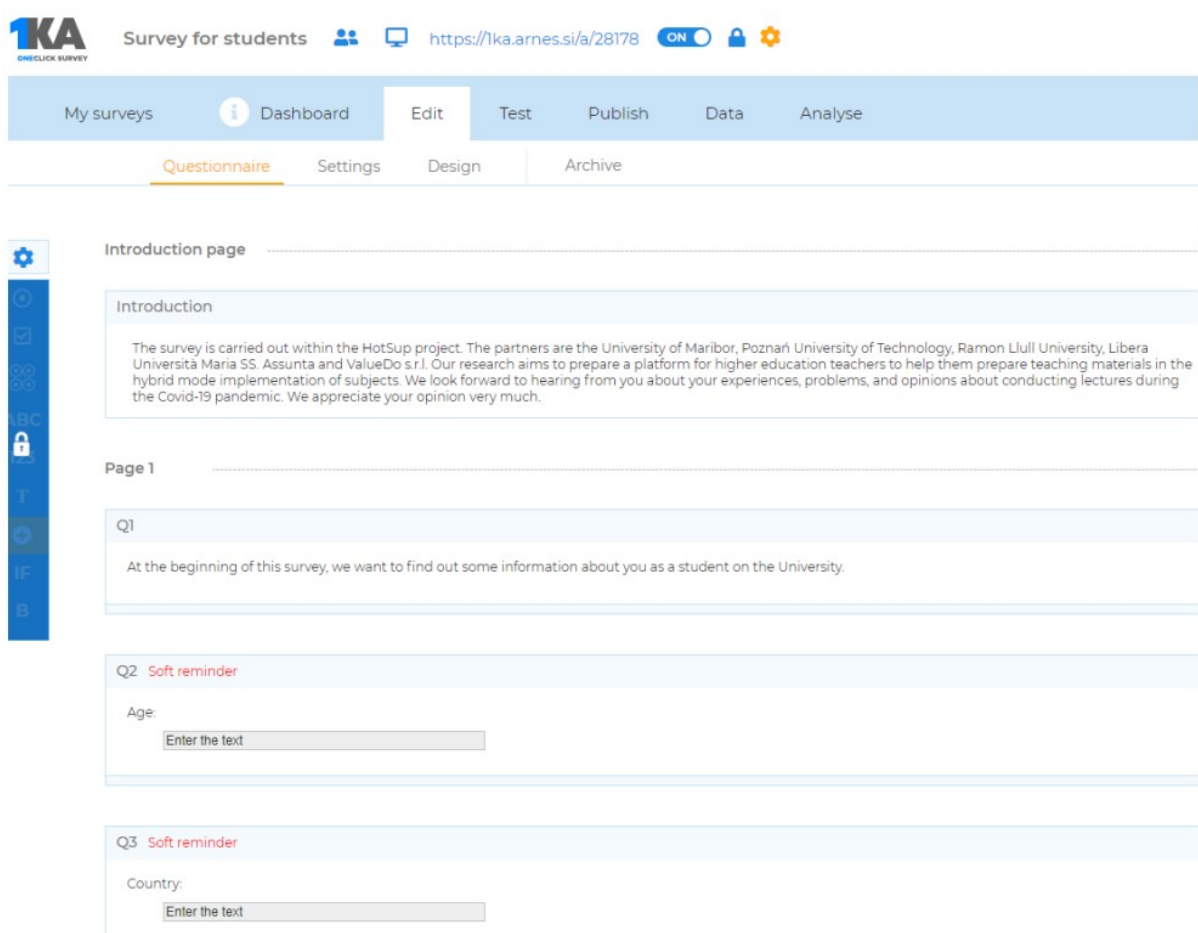 1KA
ONECLICK SURVEY
Survey for students
https://1ka.arnes.si/a/28178
ON
My surveys
i
Dashboard
Edit
Test
Publish
Data
Analyse
Questionnaire
Settings
Design
Archive
Introduction page
Introduction
The survey is carried out within the HotSup project. The partners are the University of Maribor, Poznań University of Technology, Ramon Llull University, Libera
Università Maria SS. Assunta and ValueDo s.r.l. Our research aims to prepare a platform for higher education teachers to help them prepare teaching materials in the
hybrid mode implementation of subjects. We look forward to hearing from you about your experiences, problems, and opinions about conducting lectures during
the Covid-19 pandemic. We appreciate your opinion very much.
ABC
123
T
IF
B
Page 1
Q1
At the beginning of this survey, we want to find out some information about you as a student on the University.
Q2 Soft reminder
Age:
Enter the text
Q3 Soft reminder
Country:
Enter the text